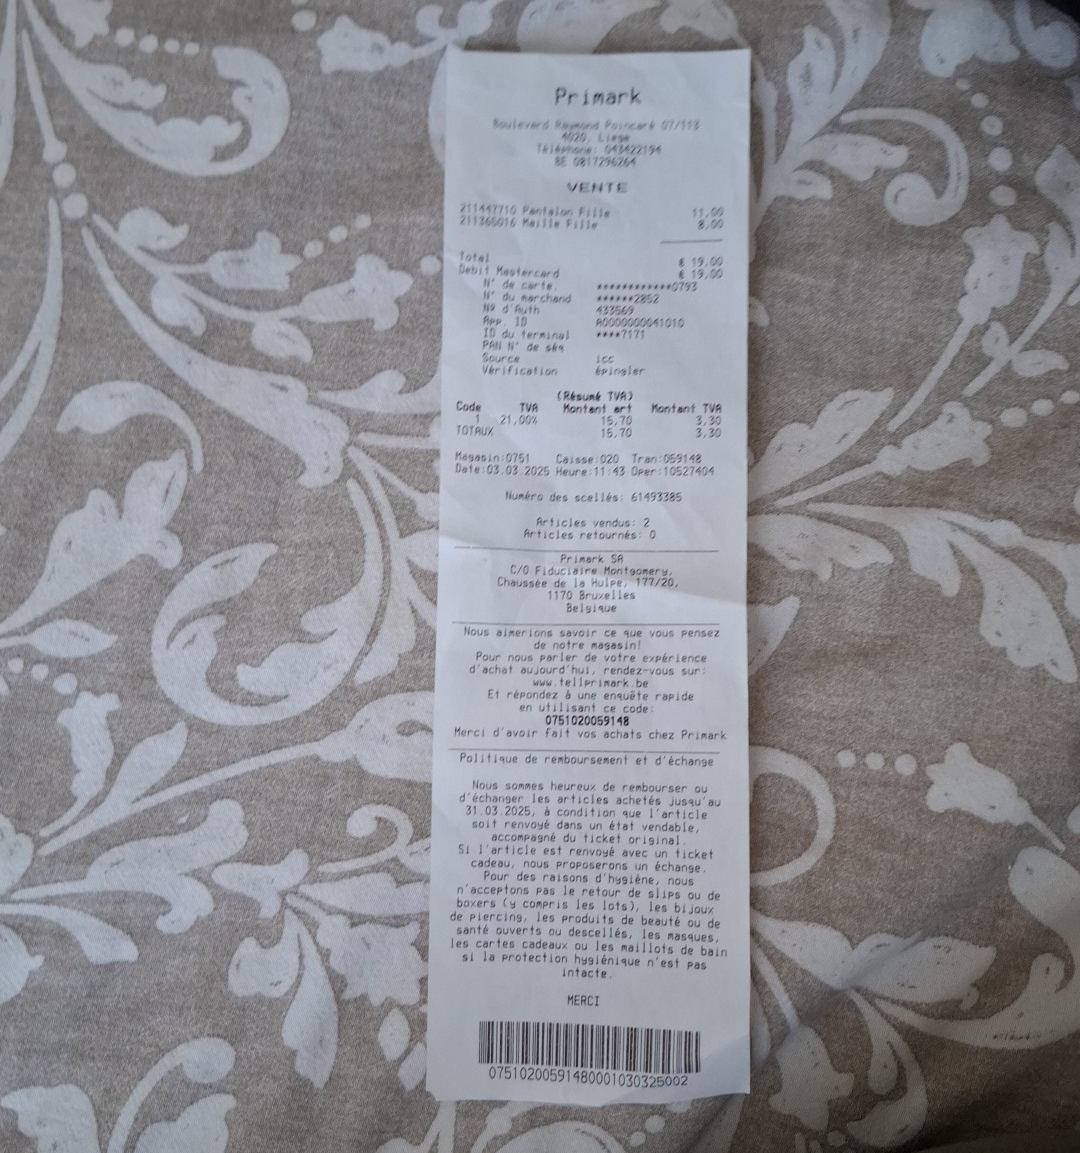 Primark
Boulevard Raymond Poincaré 07/113
4020, Liege
Téléphone: 043422194
BE 0817296264
VENTE
211447710 Pantalon Fille 11,00
211365016 Maille Fille 8,00
Total € 19,00
Debit Mastercard € 19,00
N° de carte. ************0793
N° du marchand ******2852
Nº d'Auth 433569
App. ID A0000000041010
ID du terminal ****7171
PAN N° de séq
Source icc
Vérification épingler
(Résumé TVA)
Code TVA Montant art Montant TVA
1 21,00% 15,70 3,30
TOTAUX 15,70 3,30
Magasin:0751 Caisse:020 Tran:059148
Date:03.03.2025 Heure:11:43 Oper:10527404
Numéro des scellés: 61493385
Articles vendus: 2
Articles retournés: 0
Primark SA
C/O Fiduciaire Montgomery,
Chaussée de la Hulpe, 177/20,
1170 Bruxelles
Belgique
Nous aimerions savoir ce que vous pensez
de notre magasin!
Pour nous parler de votre expérience
d'achat aujourd'hui, rendez-vous sur:
www.tellprimark.be
Et répondez à une enquête rapide
en utilisant ce code:
0751020059148
Merci d'avoir fait vos achats chez Primark
Politique de remboursement et d'échange
Nous sommes heureux de rembourser ou
d'échanger les articles achetés jusqu'au
31.03.2025, à condition que l'article
soit renvoyé dans un état vendable,
accompagné du ticket original.
Si l'article est renvoyé avec un ticket
cadeau, nous proposerons un échange.
Pour des raisons d'hygiène, nous
n'acceptons pas le retour de slips ou de
boxers (y compris les lots), les bijoux
de piercing, les produits de beauté ou de
santé ouverts ou descellés, les masques,
les cartes cadeaux ou les maillots de bain
si la protection hygiénique n'est pas
intacte.
MERCI
07510200591480001030325002